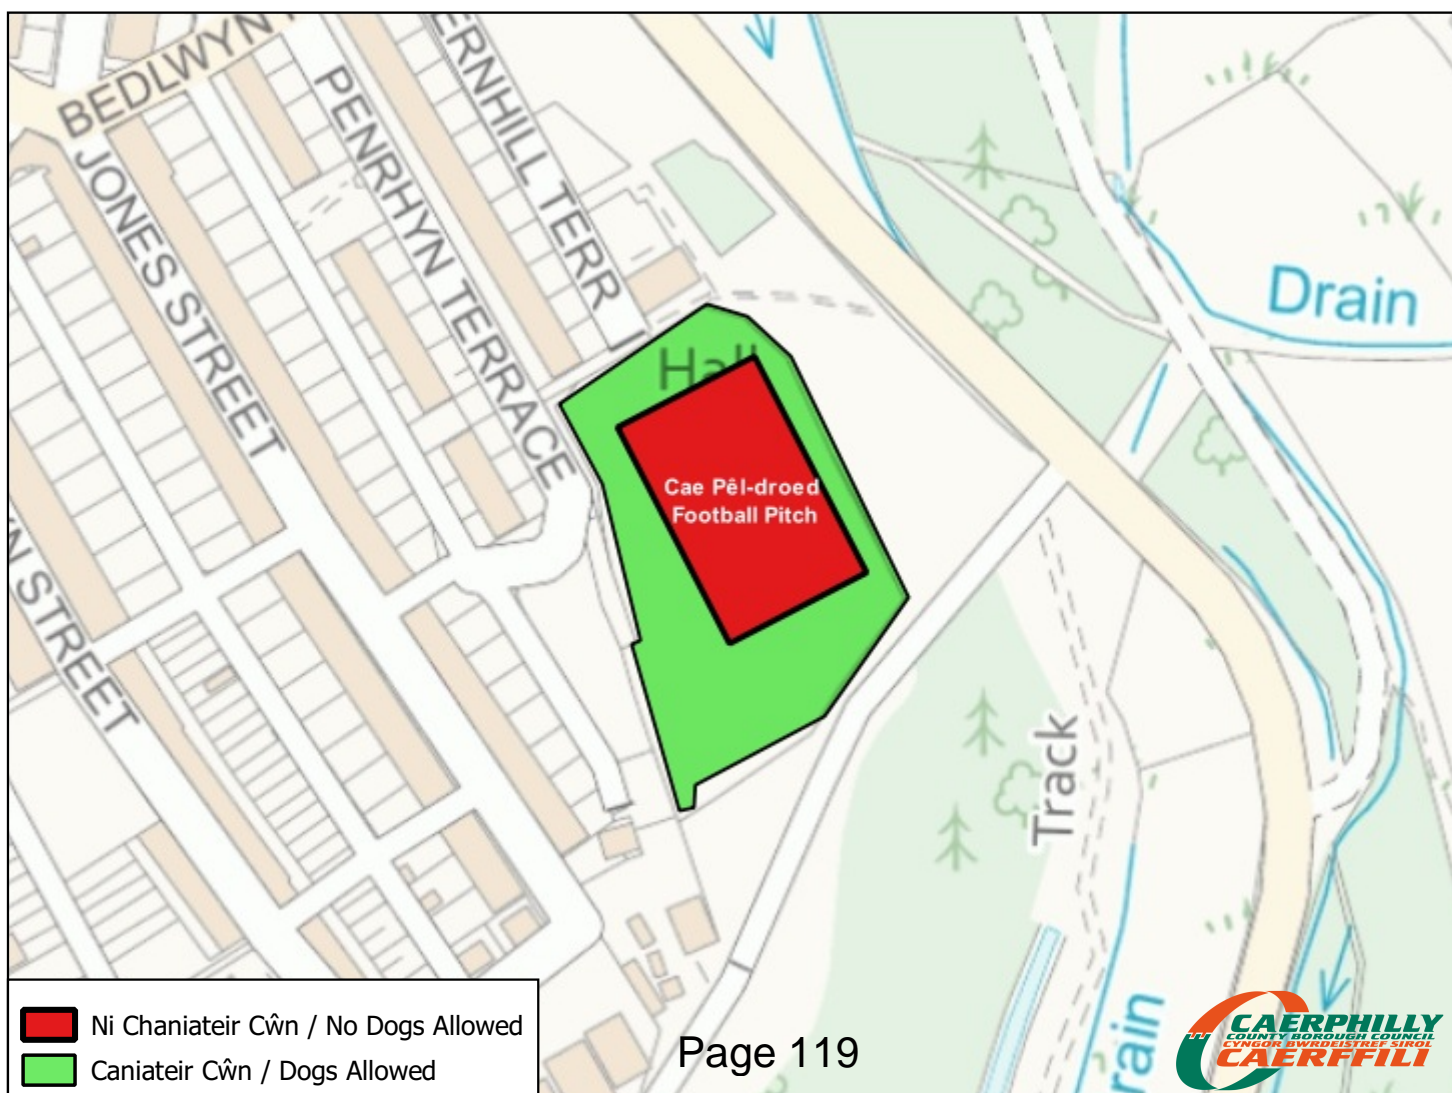 BEDLWYN
PENRHYN TERRACE
ERNHILL TERR
JONES STREET
N STREET
Hall
Cae Pêl-droed
Football Pitch
Drain
Track
rain
Ni Chaniateir Cŵn / No Dogs Allowed
Caniateir Cŵn / Dogs Allowed
Page 119
CAERPHILLY
COUNTY BOROUGH COUNCIL
CYNGOR BWRDEISTREF SIROL
CAERFFILI